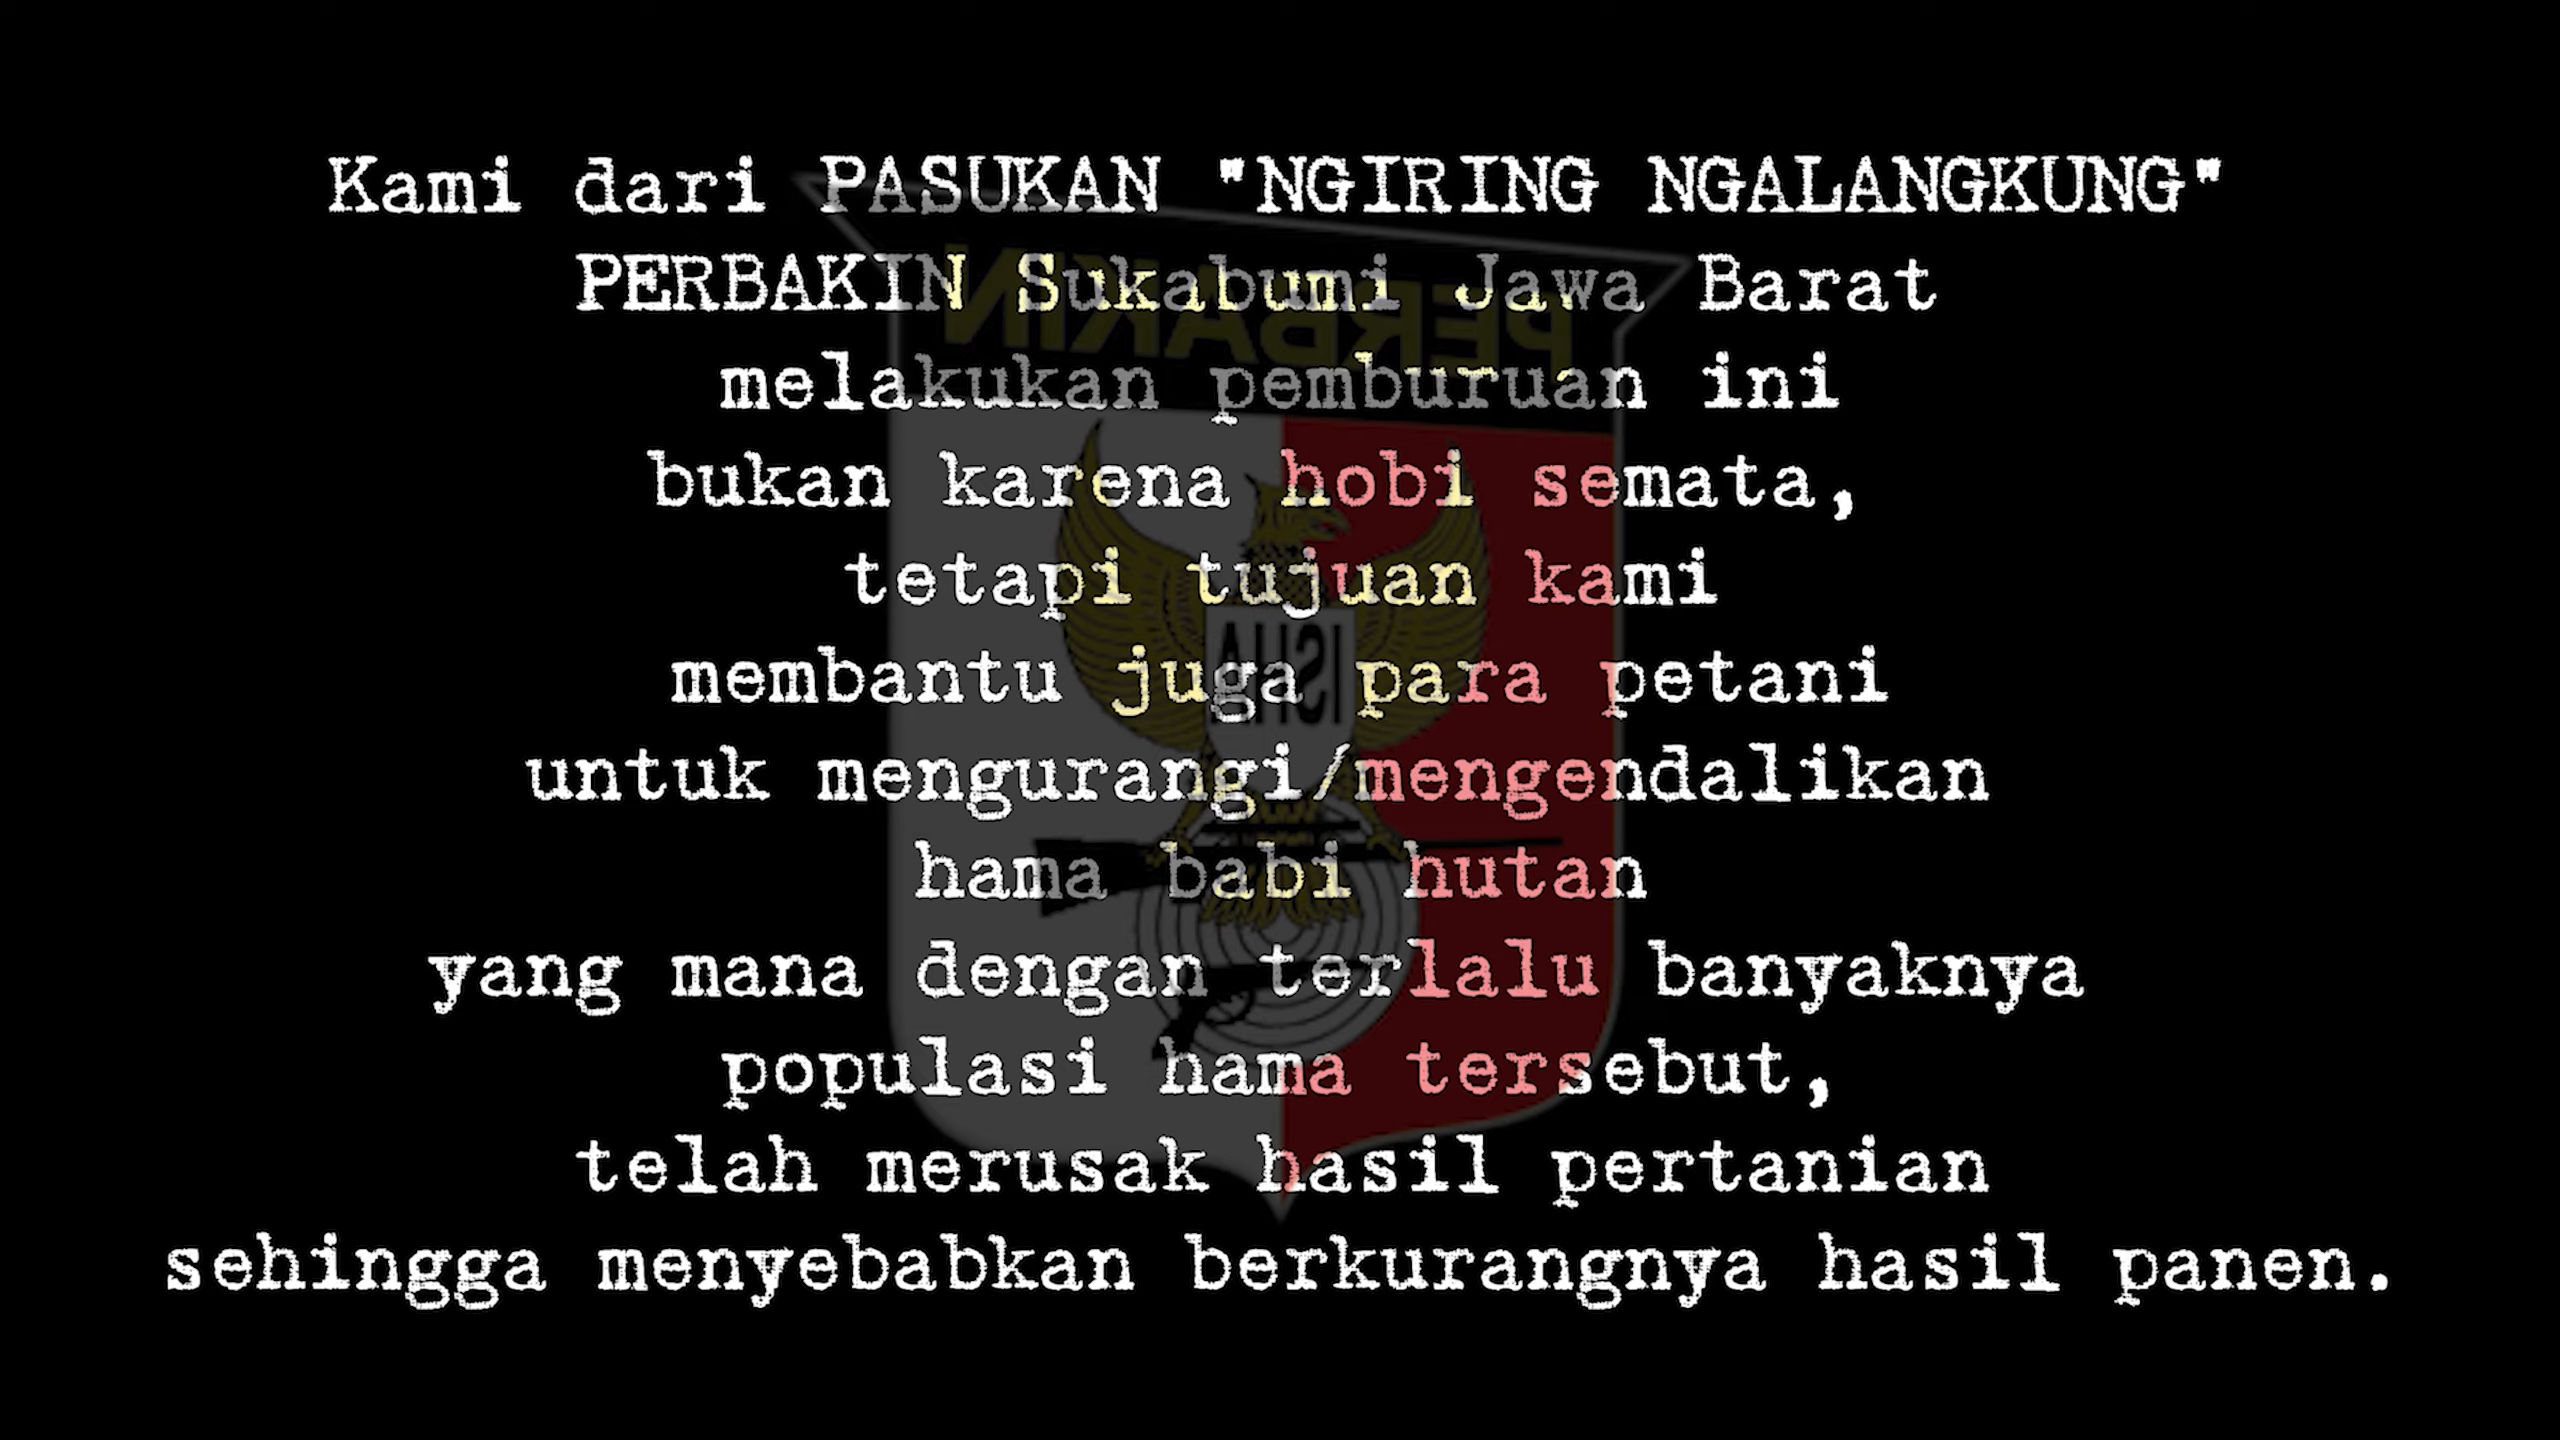 Kami dari PASUKAN "NGIRING NGALANGKUNG"
PERBAKIN Sukabumi Jawa Barat
melakukan pemburuan ini
bukan karena hobi semata,
tetapi tujuan kami
membantu juga para petani
untuk mengurangi/mengendalikan
hama babi hutan
yang mana dengan terlalu banyaknya
populasi hama tersebut,
telah merusak hasil pertanian
sehingga menyebabkan berkurangnya hasil panen.
PERBAKIN
ISHA